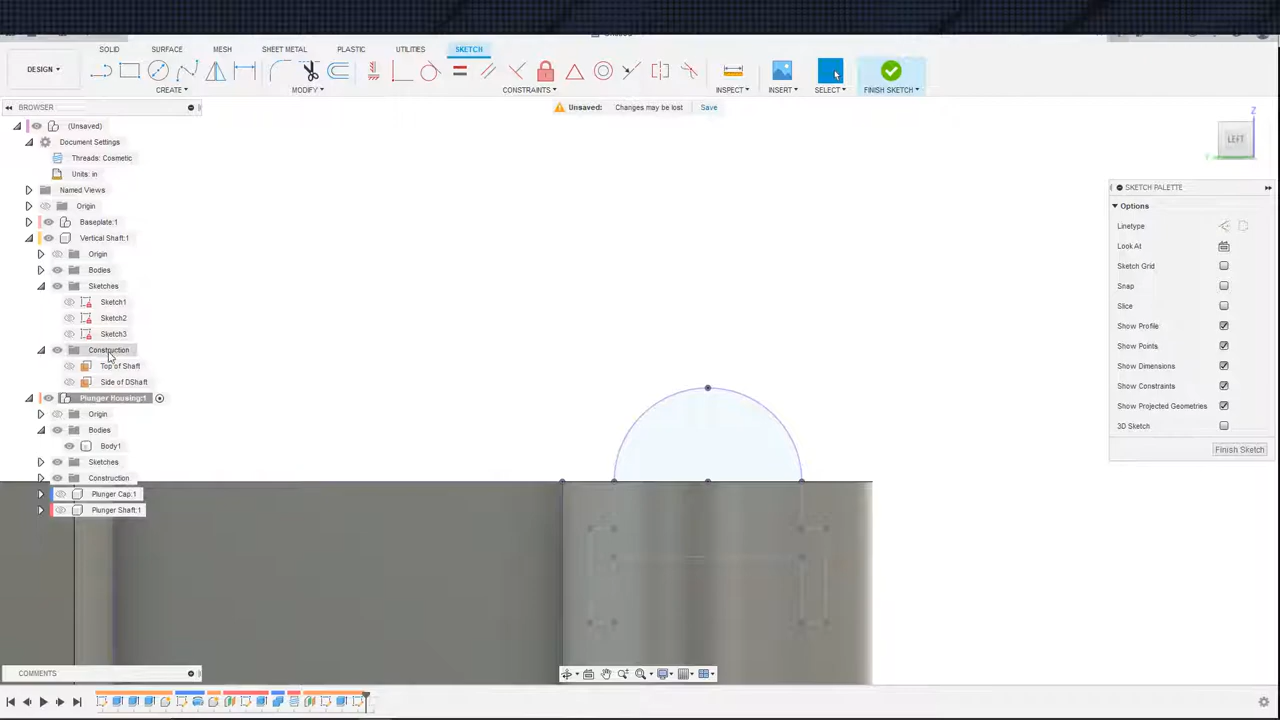 SOLID SURFACE MESH SHEET METAL PLASTIC UTILITIES SKETCH
DESIGN
CREATE MODIFY CONSTRAINTS INSPECT INSERT SELECT FINISH SKETCH
BROWSER
Unsaved: Changes may be lost Save
(Unsaved)
Document Settings
Threads: Cosmetic
Units: in
Named Views
Origin
Baseplate:1
Vertical Shaft:1
Origin
Bodies
Sketches
Sketch1
Sketch2
Sketch3
Construction
Top of Shaft
Side of DShaft
Plunger Housing:1
Origin
Bodies
Body1
Sketches
Construction
Plunger Cap:1
Plunger Shaft:1
Z
LEFT
SKETCH PALETTE
Options
Linetype
Look At
Sketch Grid
Snap
Slice
Show Profile
Show Points
Show Dimensions
Show Constraints
Show Projected Geometries
3D Sketch
Finish Sketch
COMMENTS